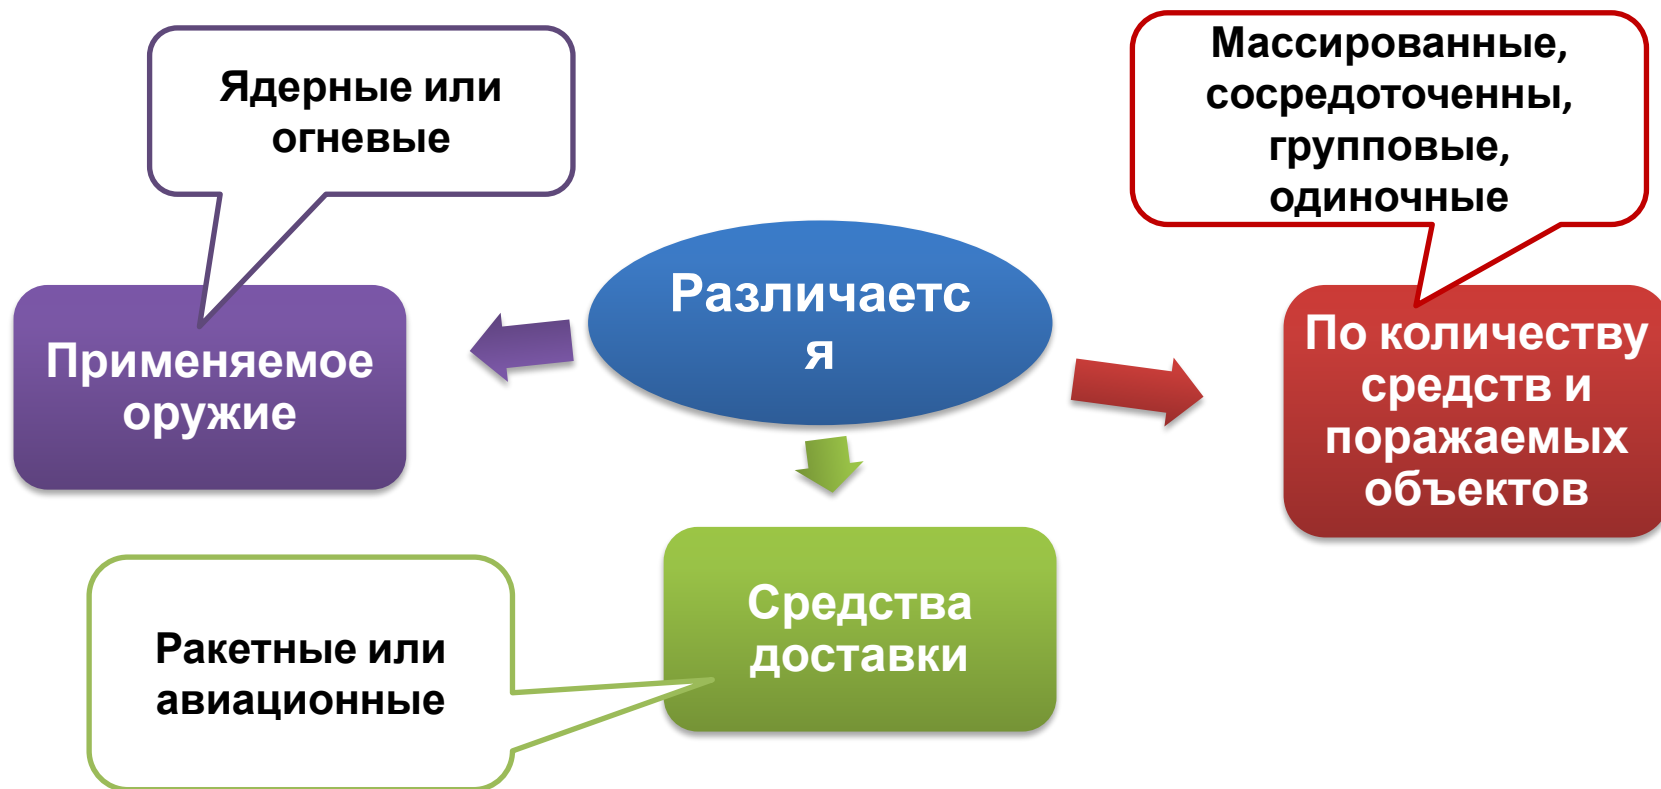 Ядерные или
огневые
Массированные,
сосредоточенны,
групповые,
одиночные
Различаетс
я
Применяемое
оружие
По количеству
средств и
поражаемых
объектов
Средства
доставки
Ракетные или
авиационные